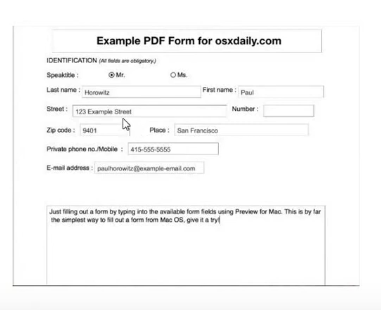 Example PDF Form for osxdaily.com
IDENTIFICATION (All fields are obligatory.)
Speaktitle : Mr. Ms.
Last name : Horowitz First name : Paul
Street : 123 Example Street Number :
Zip code : 9401 Place : San Francisco
Private phone no./Mobile : 415-555-5555
E-mail address : paulhorowitz@example-email.com
Just filling out a form by typing into the available form fields using Preview for Mac. This is by far
the simplest way to fill out a form from Mac OS, give it a try!